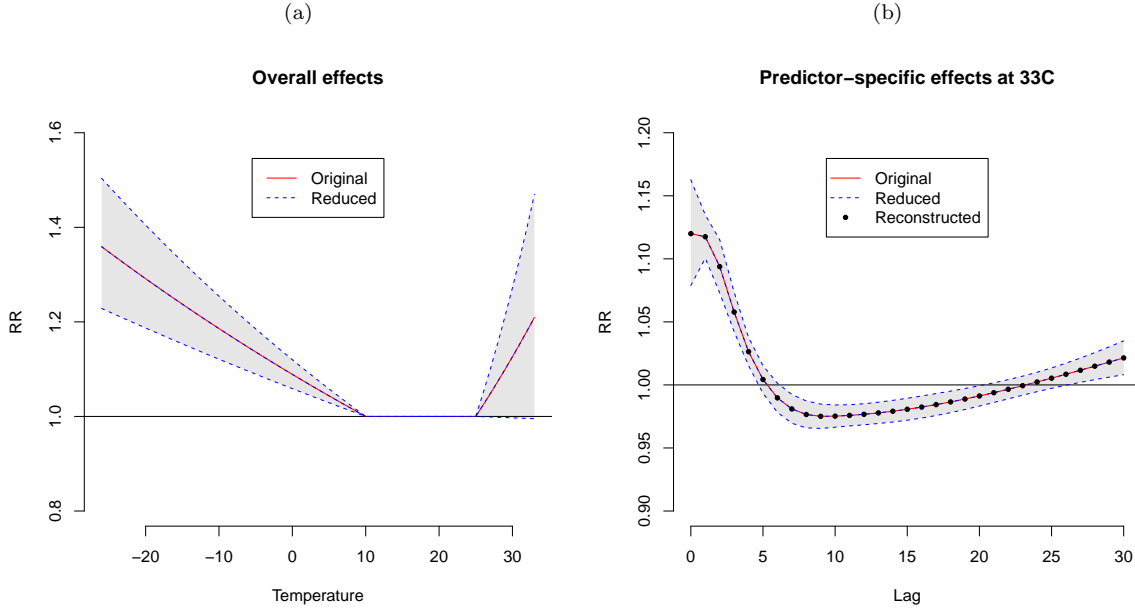 (a)
Overall effects
RR
1.6
1.4
1.2
1.0
0.8
Original
Reduced
−20 −10 0 10 20 30
Temperature
(b)
Predictor−specific effects at 33C
RR
1.20
1.15
1.10
1.05
1.00
0.95
0.90
Original
Reduced
Reconstructed
0 5 10 15 20 25 30
Lag